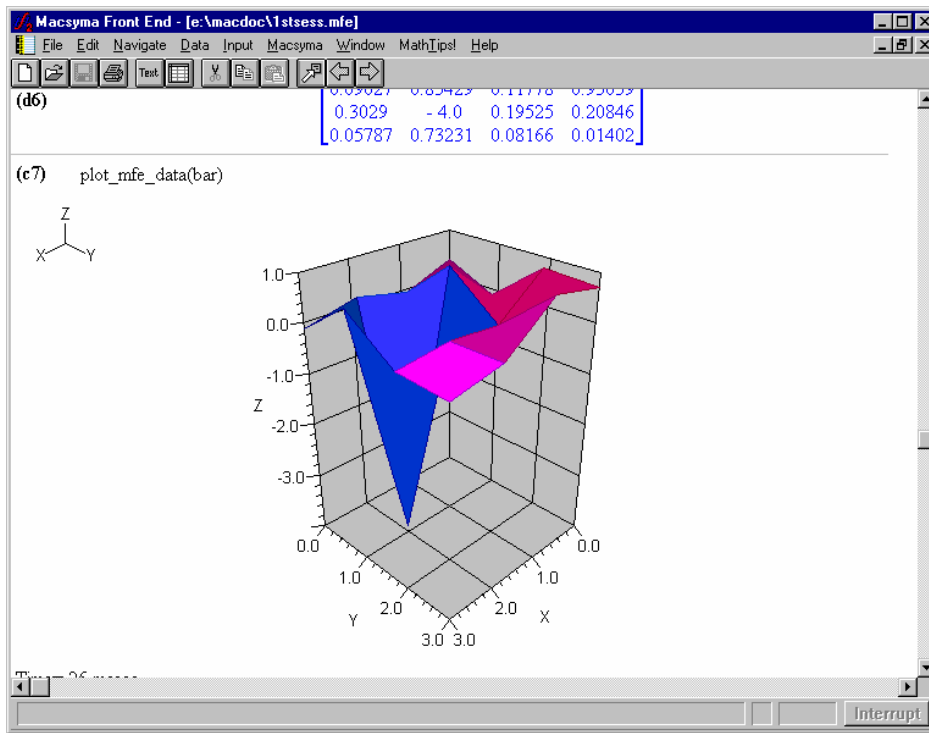 Macsyma Front End - [e:\macdoc\1stsess.mfe]
File Edit Navigate Data Input Macsyma Window MathTips! Help
Text
(d6)
0.3029 - 4.0 0.19525 0.20846
0.05787 0.73231 0.08166 0.01402
(c7) plot_mfe_data(bar)
Z
X Y
1.0
0.0
-1.0
Z
-2.0
-3.0
0.0 0.0
1.0 1.0
2.0 2.0
Y X
3.0 3.0
Interrupt